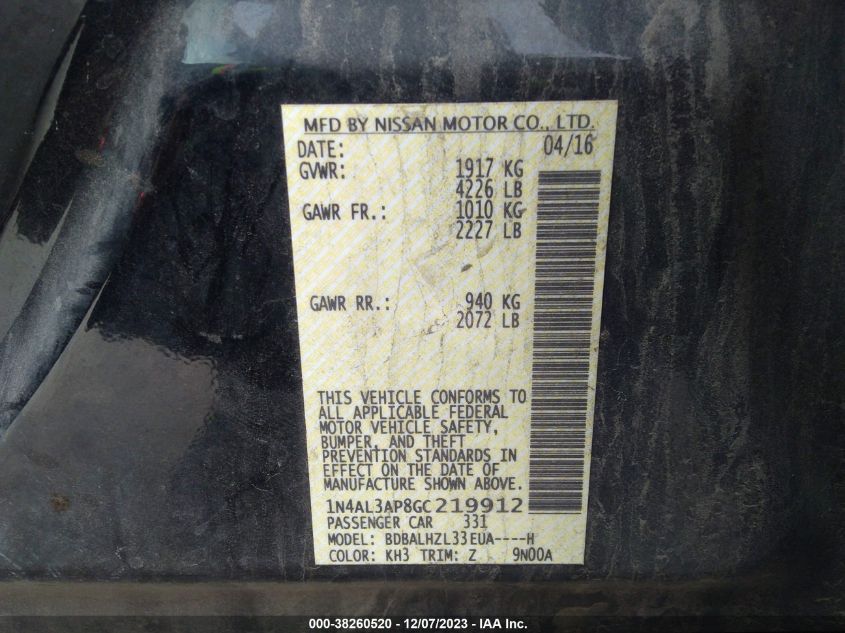 MFD BY NISSAN MOTOR CO., LTD.
DATE: 04/16
GVWR: 1917 KG
4226 LB
GAWR FR.: 1010 KG
2227 LB
GAWR RR.: 940 KG
2072 LB
THIS VEHICLE CONFORMS TO
ALL APPLICABLE FEDERAL
MOTOR VEHICLE SAFETY,
BUMPER, AND THEFT
PREVENTION STANDARDS IN
EFFECT ON THE DATE OF
MANUFACTURE SHOWN ABOVE.
1N4AL3AP8GC219912
PASSENGER CAR 331
MODEL: BDBALHZL33EUA----H
COLOR: KH3 TRIM: Z 9N00A
000-38260520 - 12/07/2023 - IAA Inc.